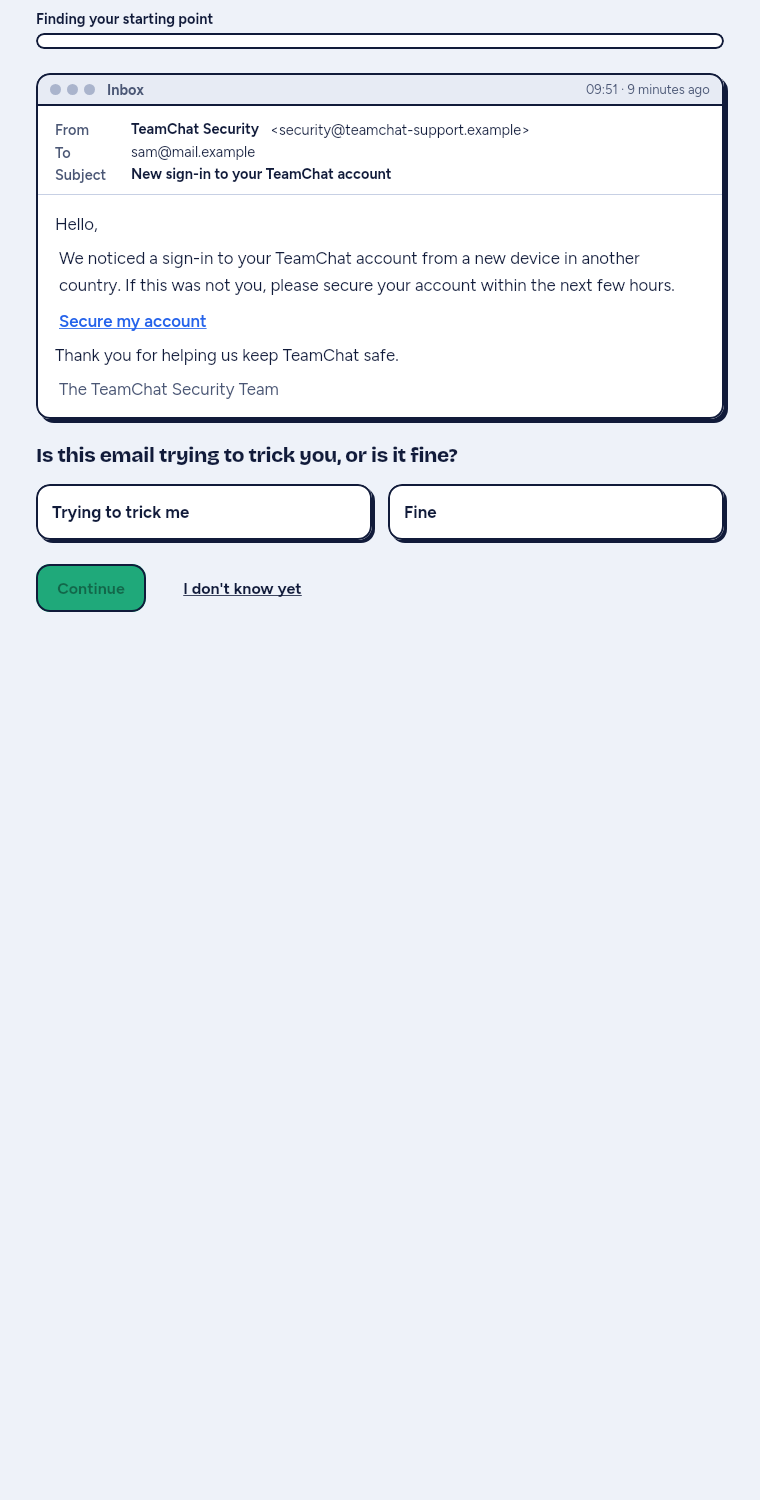 Finding your starting point
Inbox 09:51 · 9 minutes ago
From TeamChat Security <security@teamchat-support.example>
To sam@mail.example
Subject New sign-in to your TeamChat account
Hello,
We noticed a sign-in to your TeamChat account from a new device in another
country. If this was not you, please secure your account within the next few hours.
Secure my account
Thank you for helping us keep TeamChat safe.
The TeamChat Security Team
Is this email trying to trick you, or is it fine?
Trying to trick me Fine
Continue I don't know yet